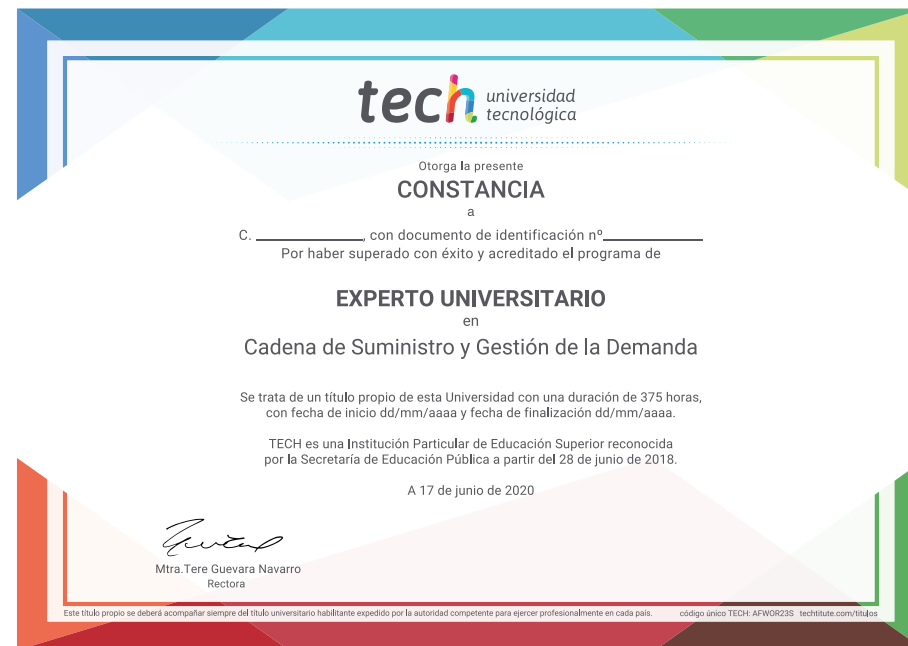 tech universidad
tecnológica
Otorga la presente
CONSTANCIA
a
C. ______________, con documento de identificación nº______________
Por haber superado con éxito y acreditado el programa de
EXPERTO UNIVERSITARIO
en
Cadena de Suministro y Gestión de la Demanda
Se trata de un título propio de esta Universidad con una duración de 375 horas,
con fecha de inicio dd/mm/aaaa y fecha de finalización dd/mm/aaaa.
TECH es una Institución Particular de Educación Superior reconocida
por la Secretaría de Educación Pública a partir del 28 de junio de 2018.
A 17 de junio de 2020
Mtra.Tere Guevara Navarro
Rectora
Este título propio se deberá acompañar siempre del título universitario habilitante expedido por la autoridad competente para ejercer profesionalmente en cada país. código único TECH: AFWOR23S techtitute.com/titulos